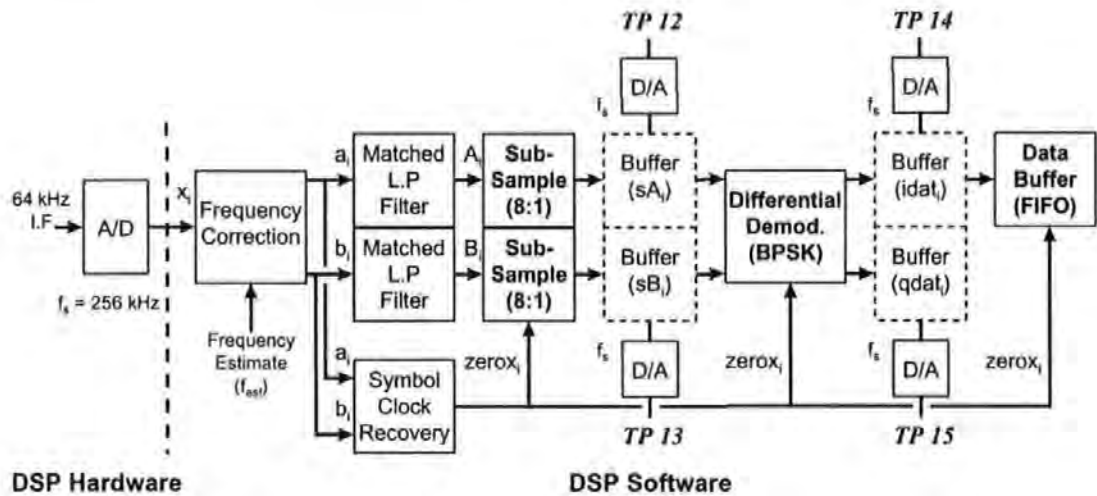 TP 12
TP 14
D/A
D/A
fs
fs
64 kHz
I.F
A/D
fs = 256 kHz
xi
Frequency
Correction
Frequency
Estimate
(fest)
ai
bi
Matched
L.P
Filter
Matched
L.P
Filter
Ai
Bi
Sub-
Sample
(8:1)
Sub-
Sample
(8:1)
Buffer
(sAi)
Buffer
(sBi)
Differential
Demod.
(BPSK)
Buffer
(idati)
Buffer
(qdati)
Data
Buffer
(FIFO)
ai
bi
Symbol
Clock
Recovery
zeroxi
fs
D/A
zeroxi
fs
D/A
zeroxi
TP 13
TP 15
DSP Hardware
DSP Software